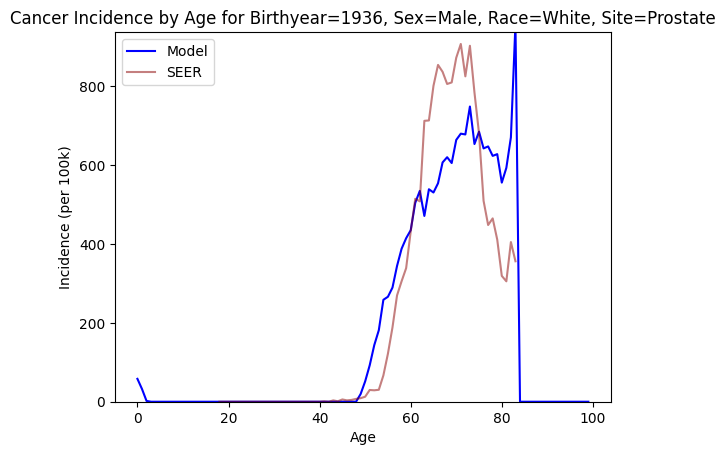 Cancer Incidence by Age for Birthyear=1936, Sex=Male, Race=White, Site=Prostate
Model
SEER
800
600
400
200
0
Incidence (per 100k)
0 20 40 60 80 100
Age